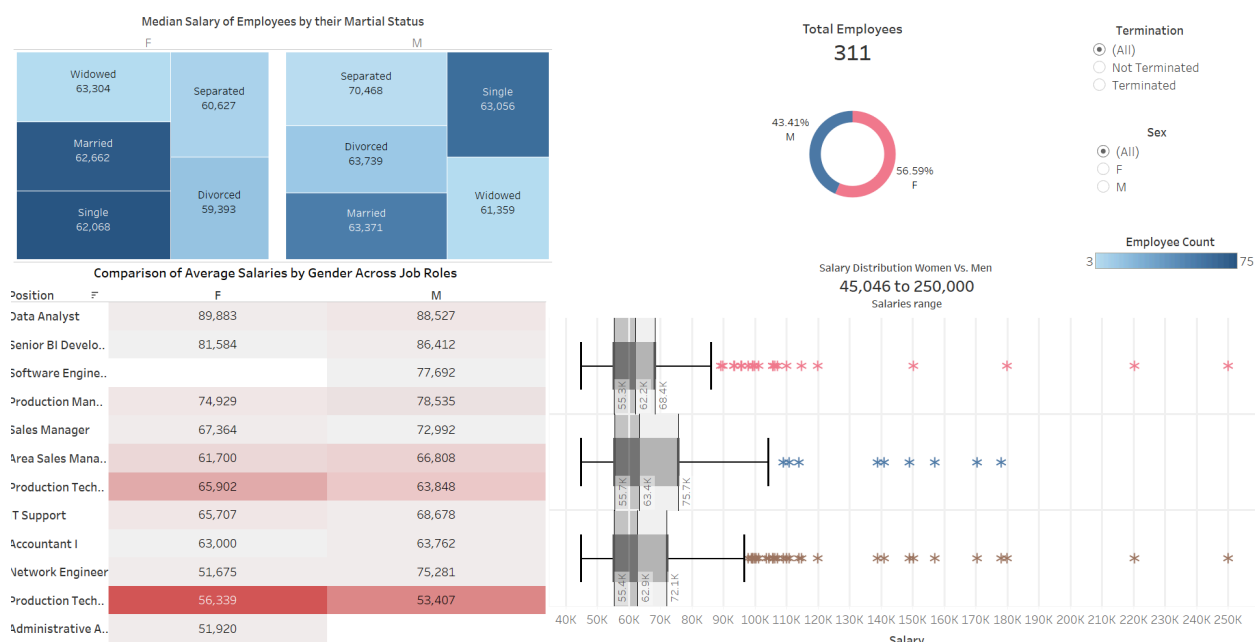 Median Salary of Employees by their Martial Status
F M
Widowed
63,304
Married
62,662
Single
62,068
Separated
60,627
Divorced
59,393
Separated
70,468
Divorced
63,739
Married
63,371
Single
63,056
Widowed
61,359
Total Employees
311
43.41%
M
56.59%
F
Termination
(All)
Not Terminated
Terminated
Sex
(All)
F
M
Employee Count
3 75
Comparison of Average Salaries by Gender Across Job Roles
Position F M
Data Analyst 89,883 88,527
Senior BI Develo.. 81,584 86,412
Software Engine.. 77,692
Production Man.. 74,929 78,535
Sales Manager 67,364 72,992
Area Sales Mana.. 61,700 66,808
Production Tech.. 65,902 63,848
IT Support 65,707 68,678
Accountant I 63,000 63,762
Network Engineer 51,675 75,281
Production Tech.. 56,339 53,407
Administrative A.. 51,920
Salary Distribution Women Vs. Men
45,046 to 250,000
Salaries range
55.3K 62.2K 68.4K
55.7K 63.4K 75.7K
55.4K 62.9K 72.1K
40K 50K 60K 70K 80K 90K 100K 110K 120K 130K 140K 150K 160K 170K 180K 190K 200K 210K 220K 230K 240K 250K
Salary